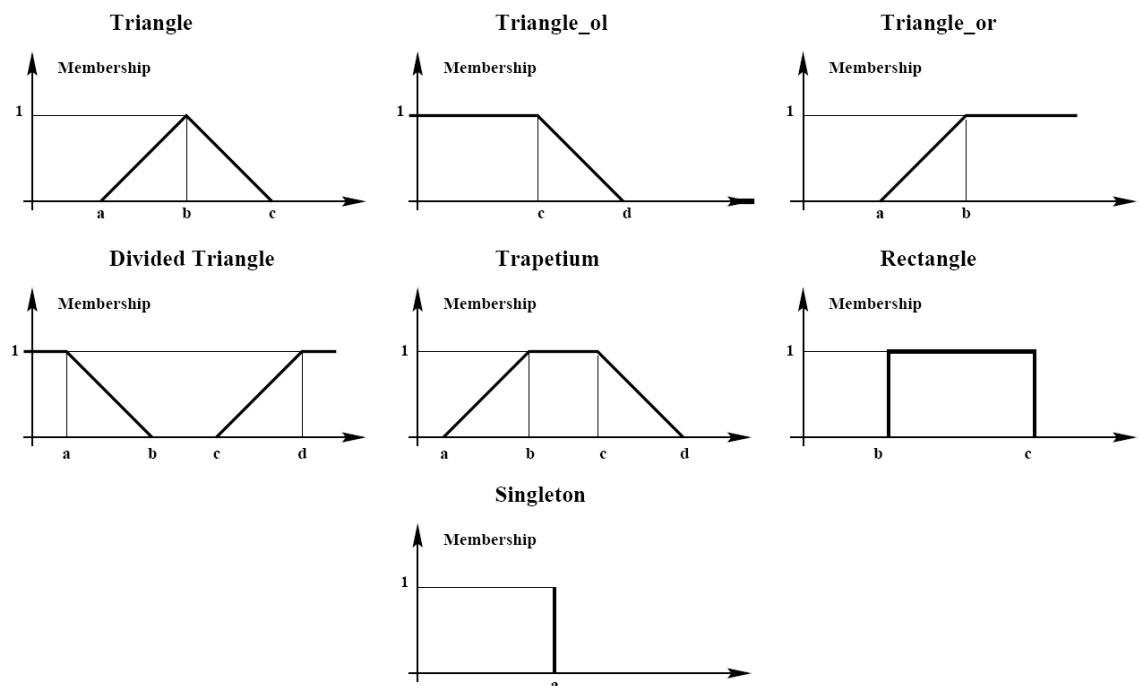 Triangle
Triangle_ol
Triangle_or
Membership
Membership
Membership
1
1
1
a b c
c d
a b
Divided Triangle
Trapetium
Rectangle
Membership
Membership
Membership
1
1
1
a b c d
a b c d
b c
Singleton
Membership
1
a